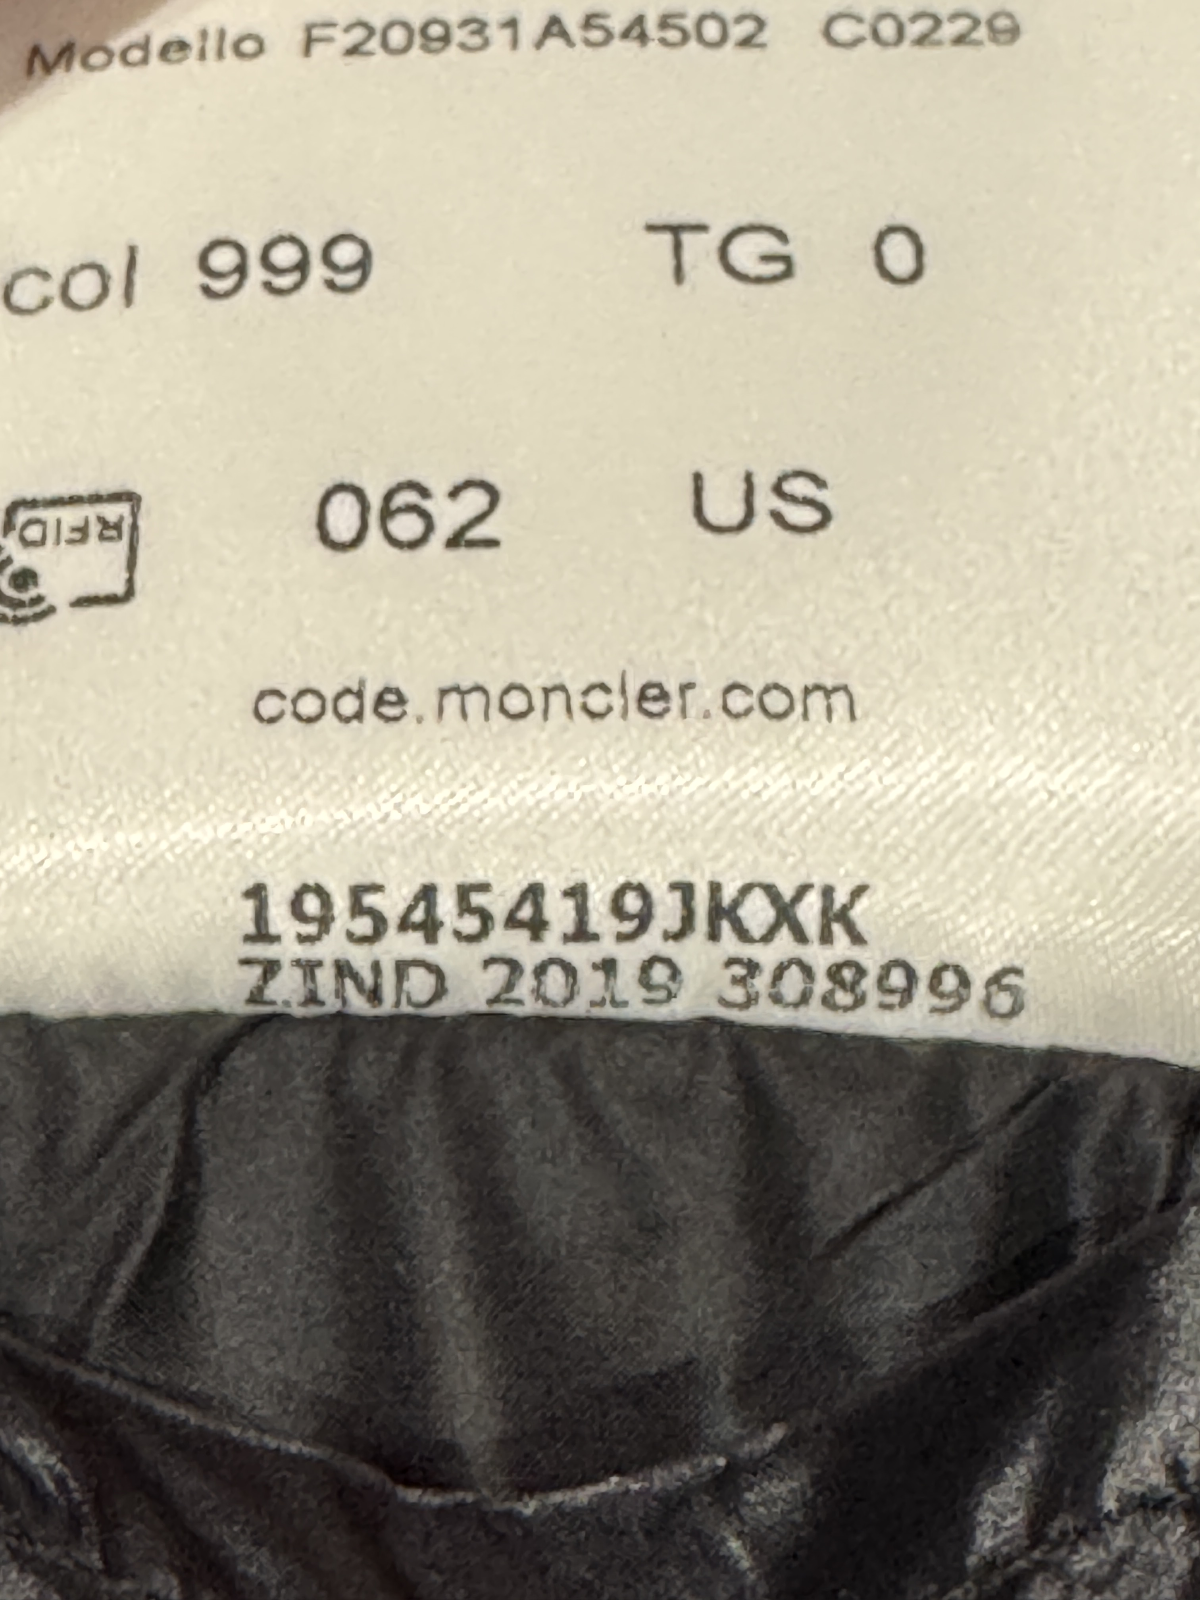 Modello F20931A54502 C0229
col 999 TG 0
RFID 062 US
code.moncler.com
19545419JKXK
ZIND 2019 308996